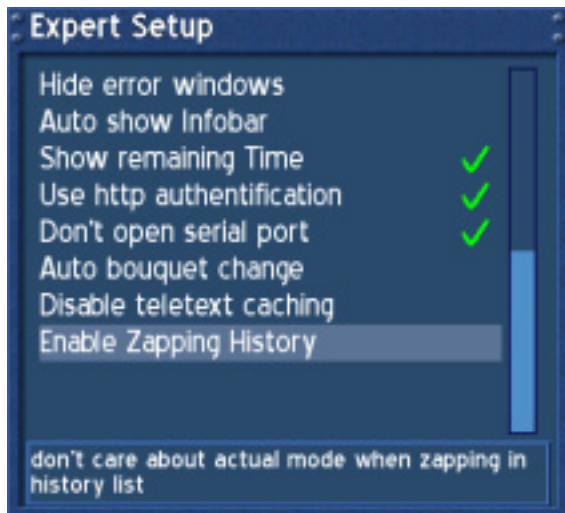 Expert Setup
Hide error windows
Auto show Infobar
Show remaining Time
Use http authentification
Don't open serial port
Auto bouquet change
Disable teletext caching
Enable Zapping History
don't care about actual mode when zapping in
history list